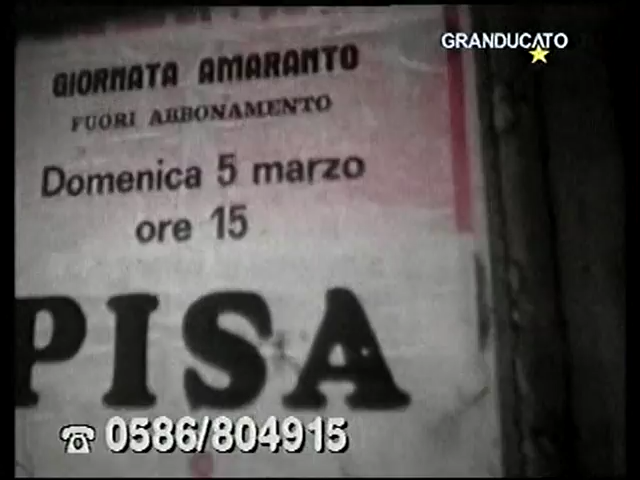 GRANDUCATO
GIORNATA AMARANTO
FUORI ABBONAMENTO
Domenica 5 marzo
ore 15
PISA
0586/804915